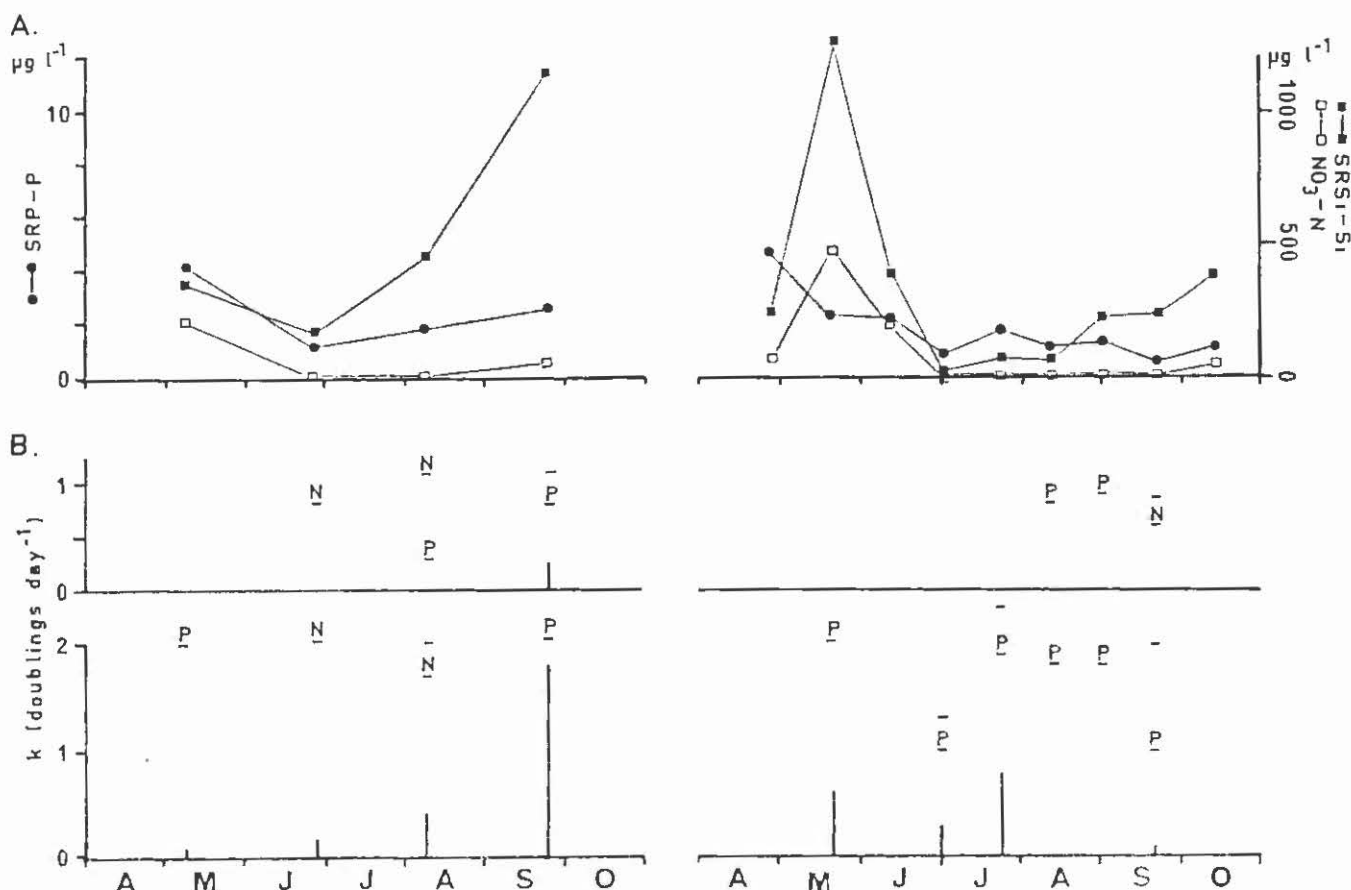 A.
µg l⁻¹
10
0
●—● SRP-P
µg l⁻¹
1000
500
0
■—■ SRSi-Si
□—□ NO₃-N
B.
1
0
N
N
P
P
P
P
N
k (doublings day⁻¹)
2
1
0
P
N
N
P
P
P
P
P
P
P
A M J J A S O
A M J J A S O